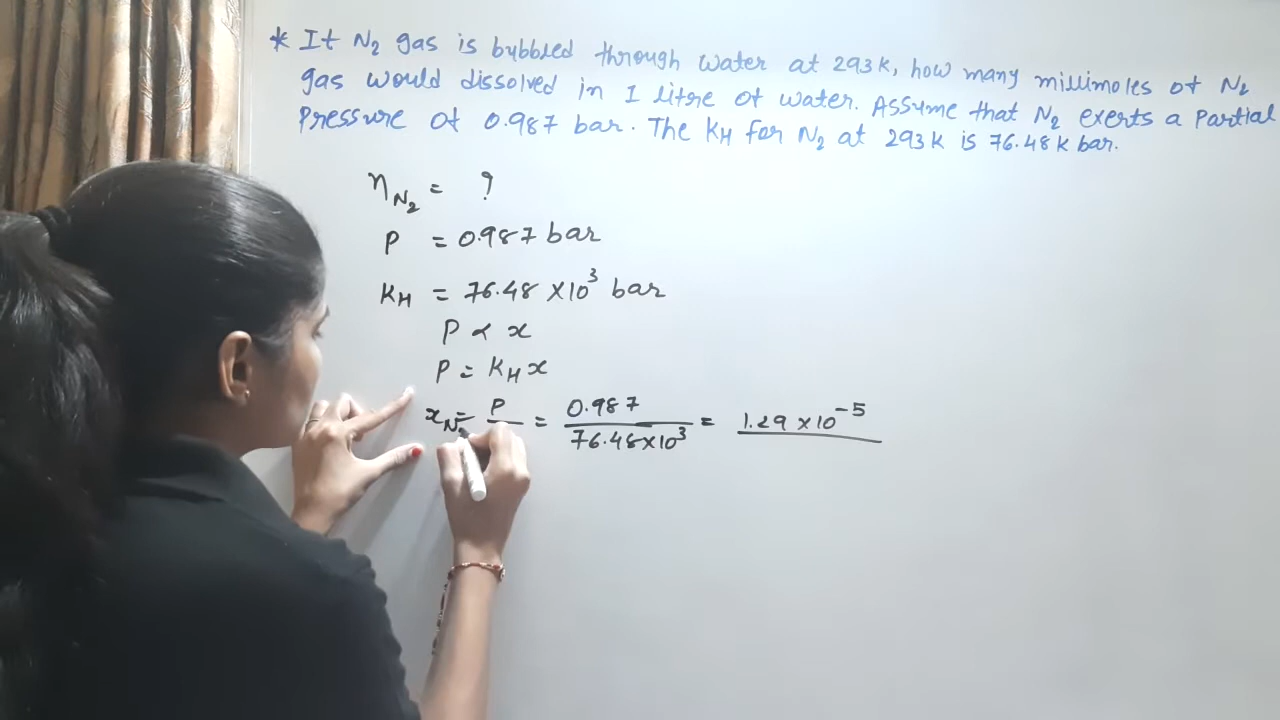 * If N₂ gas is bubbled through water at 293K, how many millimoles of N₂
gas would dissolved in 1 litre of water. Assume that N₂ exerts a partial
pressure of 0.987 bar. The KH for N₂ at 293K is 76.48 K bar.
nN₂ = ?
P = 0.987 bar
KH = 76.48 ×10³ bar
P ∝ x
P = KH x
xN₂ = P/ = 0.987/76.48×10³ = 1.29 ×10⁻⁵